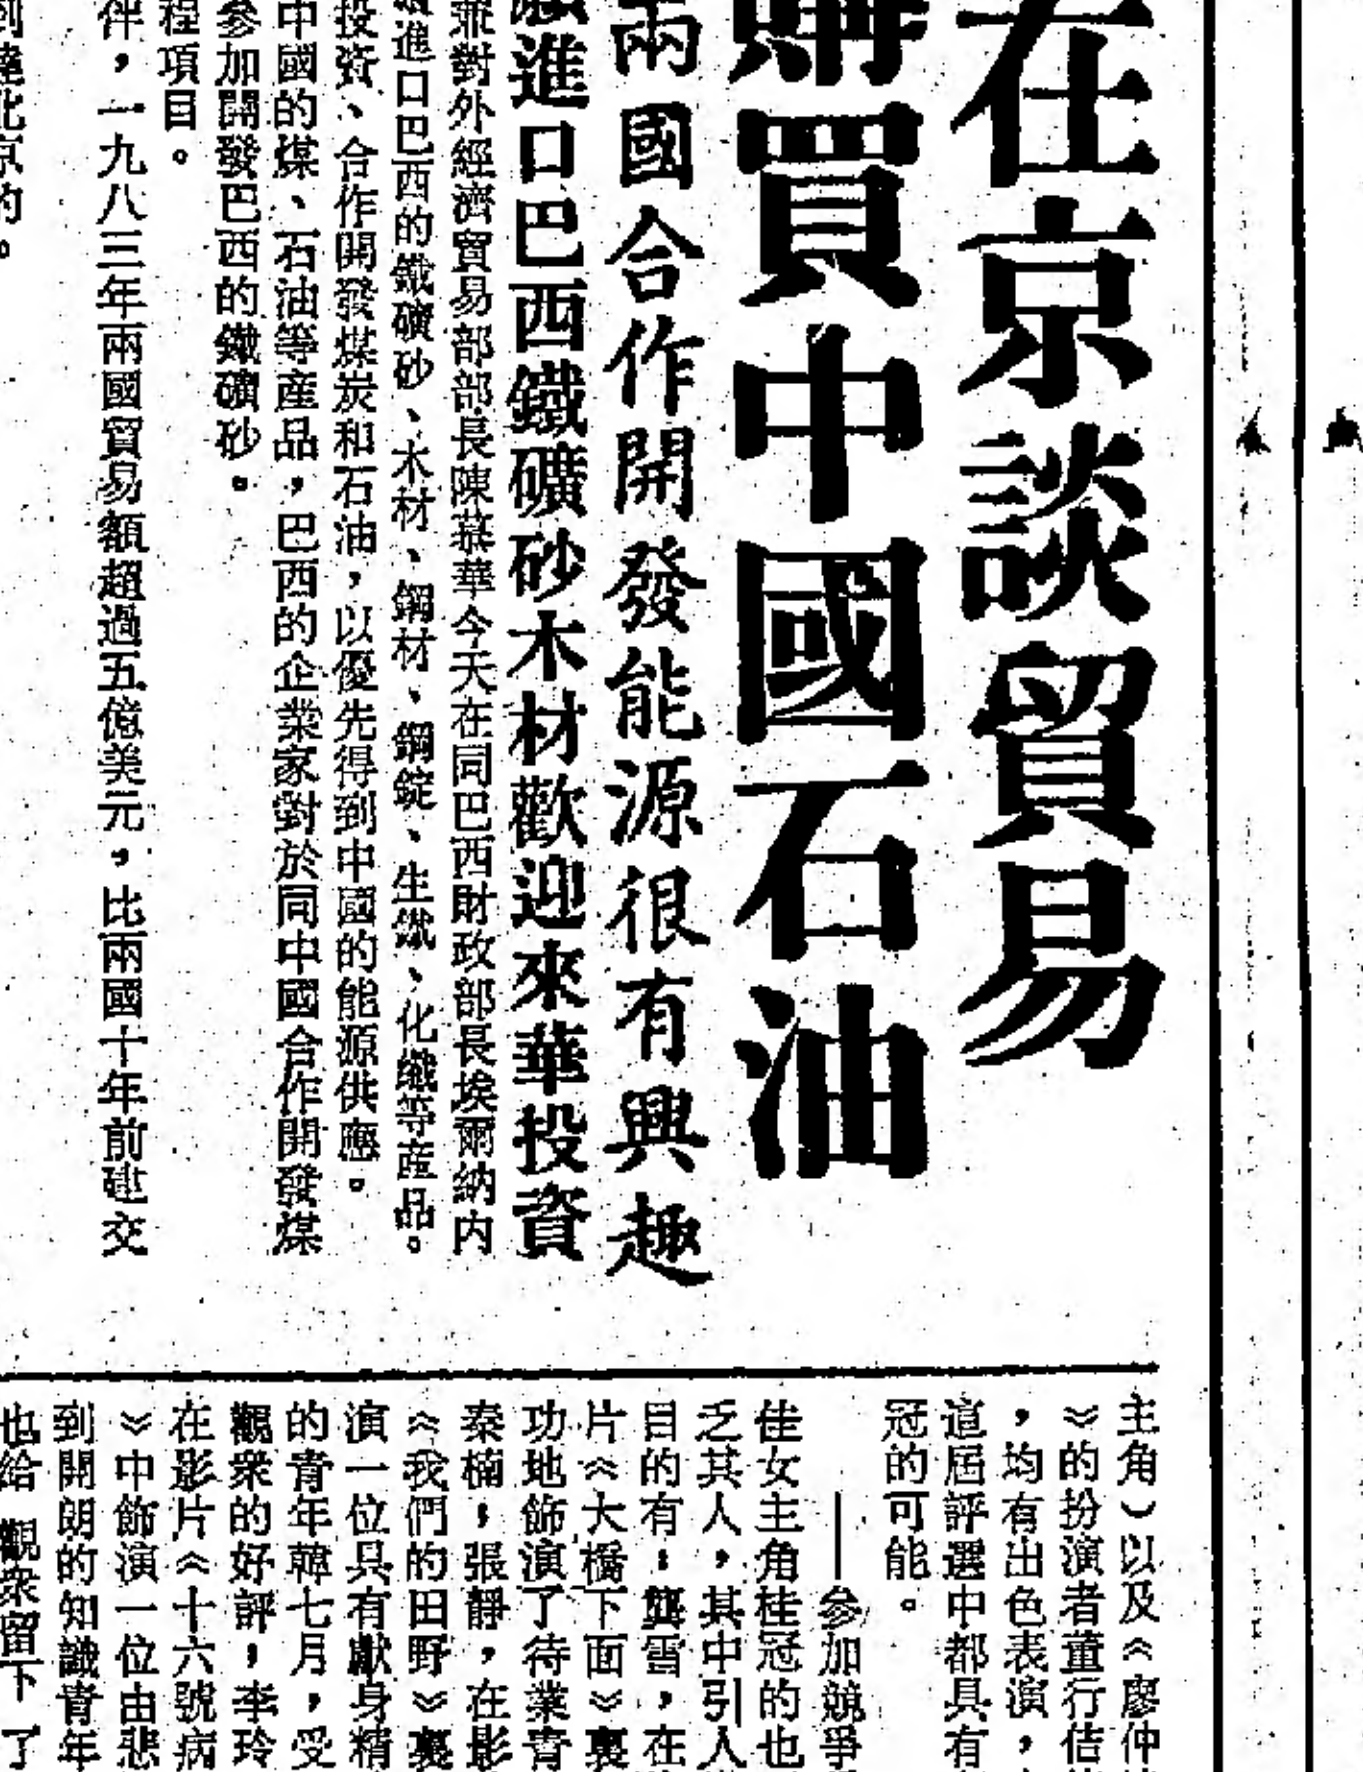 在京談貿易
購買中國石油
兩國合作開發能源很有興趣
願進口巴西鐵礦砂木材歡迎來華投資
兼對外經濟貿易部部長陳慕華今天在同巴西財政部長埃爾納內
進口巴西的鐵礦砂、木材、鋼材、鋼錠、生鐵、化纖等產品。
投資、合作開發煤炭和石油，以優先得到中國的能源供應。
中國的煤、石油等產品，巴西的企業家對於同中國合作開發煤
參加開發巴西的鐵礦砂。
程項目。
伴，一九八三年兩國貿易額超過五億美元，比兩國十年前建交
到達北京的。
主角）以及《廖仲
》的扮演者董行佶
，均有出色表演，
這屆評選中都具有
冠的可能。
——參加競爭
佳女主角桂冠的也
乏其人，其中引人
目的有：龔雪，在
片《大橋下面》裏
功地飾演了待業青
秦楠，張靜，在影
《我們的田野》裏
演一位具有獻身精
的青年韓七月，受
觀衆的好評，李玲
在影片《十六號病
》中飾演一位由悲
到開朗的知識青年
也給觀衆留下了